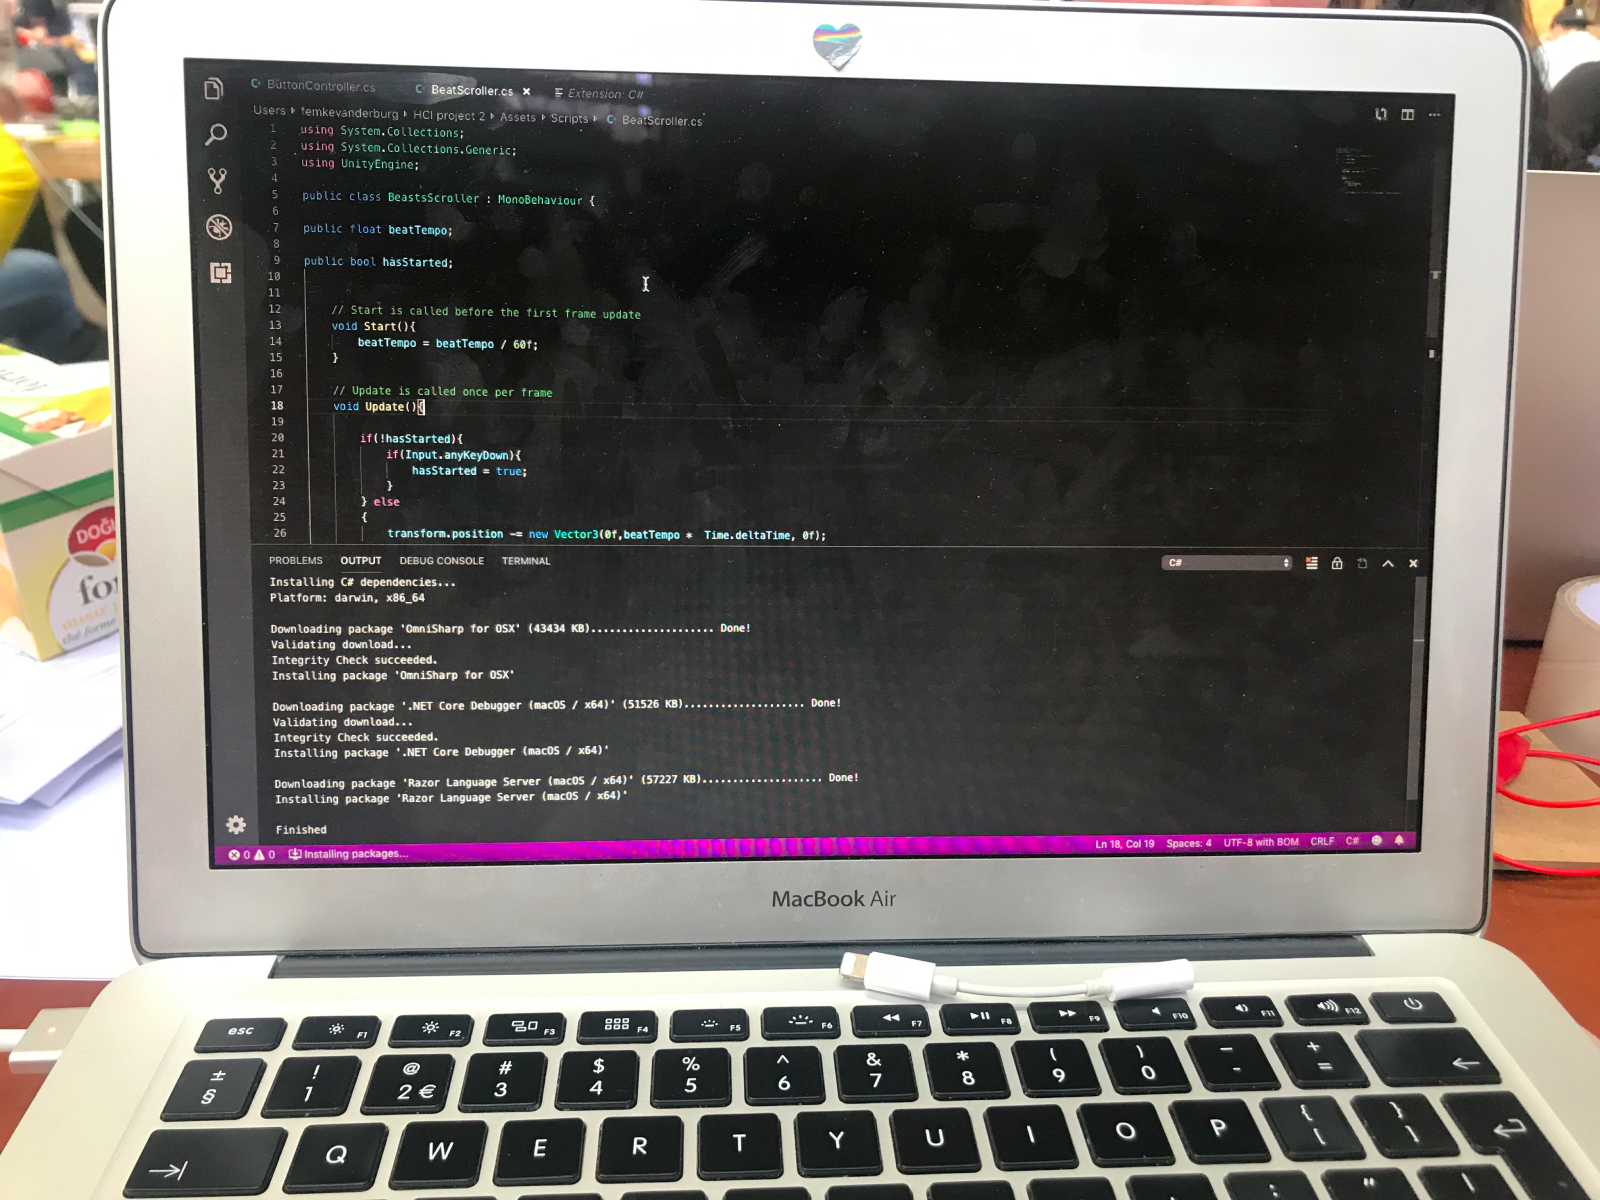 ButtonController.cs BeatScroller.cs × Extension: C#
Users ▸ femkevanderburg ▸ HCI project 2 ▸ Assets ▸ Scripts ▸ BeatScroller.cs
1 using System.Collections;
2 using System.Collections.Generic;
3 using UnityEngine;
4
5 public class BeastsScroller : MonoBehaviour {
6
7 public float beatTempo;
8
9 public bool hasStarted;
10
11
12 // Start is called before the first frame update
13 void Start(){
14 beatTempo = beatTempo / 60f;
15 }
16
17 // Update is called once per frame
18 void Update(){
19
20 if(!hasStarted){
21 if(Input.anyKeyDown){
22 hasStarted = true;
23 }
24 } else
25 {
26 transform.position -= new Vector3(0f,beatTempo * Time.deltaTime, 0f);
PROBLEMS OUTPUT DEBUG CONSOLE TERMINAL C#
Installing C# dependencies...
Platform: darwin, x86_64
Downloading package 'OmniSharp for OSX' (43434 KB).................... Done!
Validating download...
Integrity Check succeeded.
Installing package 'OmniSharp for OSX'
Downloading package '.NET Core Debugger (macOS / x64)' (51526 KB).................... Done!
Validating download...
Integrity Check succeeded.
Installing package '.NET Core Debugger (macOS / x64)'
Downloading package 'Razor Language Server (macOS / x64)' (57227 KB).................... Done!
Installing package 'Razor Language Server (macOS / x64)'
Finished
0 0 Installing packages... Ln 18, Col 19 Spaces: 4 UTF-8 with BOM CRLF C#
MacBook Air
DOĞU
for
esc F1 F2 F3 F4 F5 F6 F7 F8 F9 F10 F11 F12
± ! @ # $ % ^ & * ( ) _ +
§ 1 2 € 3 4 5 6 7 8 9 0 - =
Q W E R T Y U I O P { }
[ ]